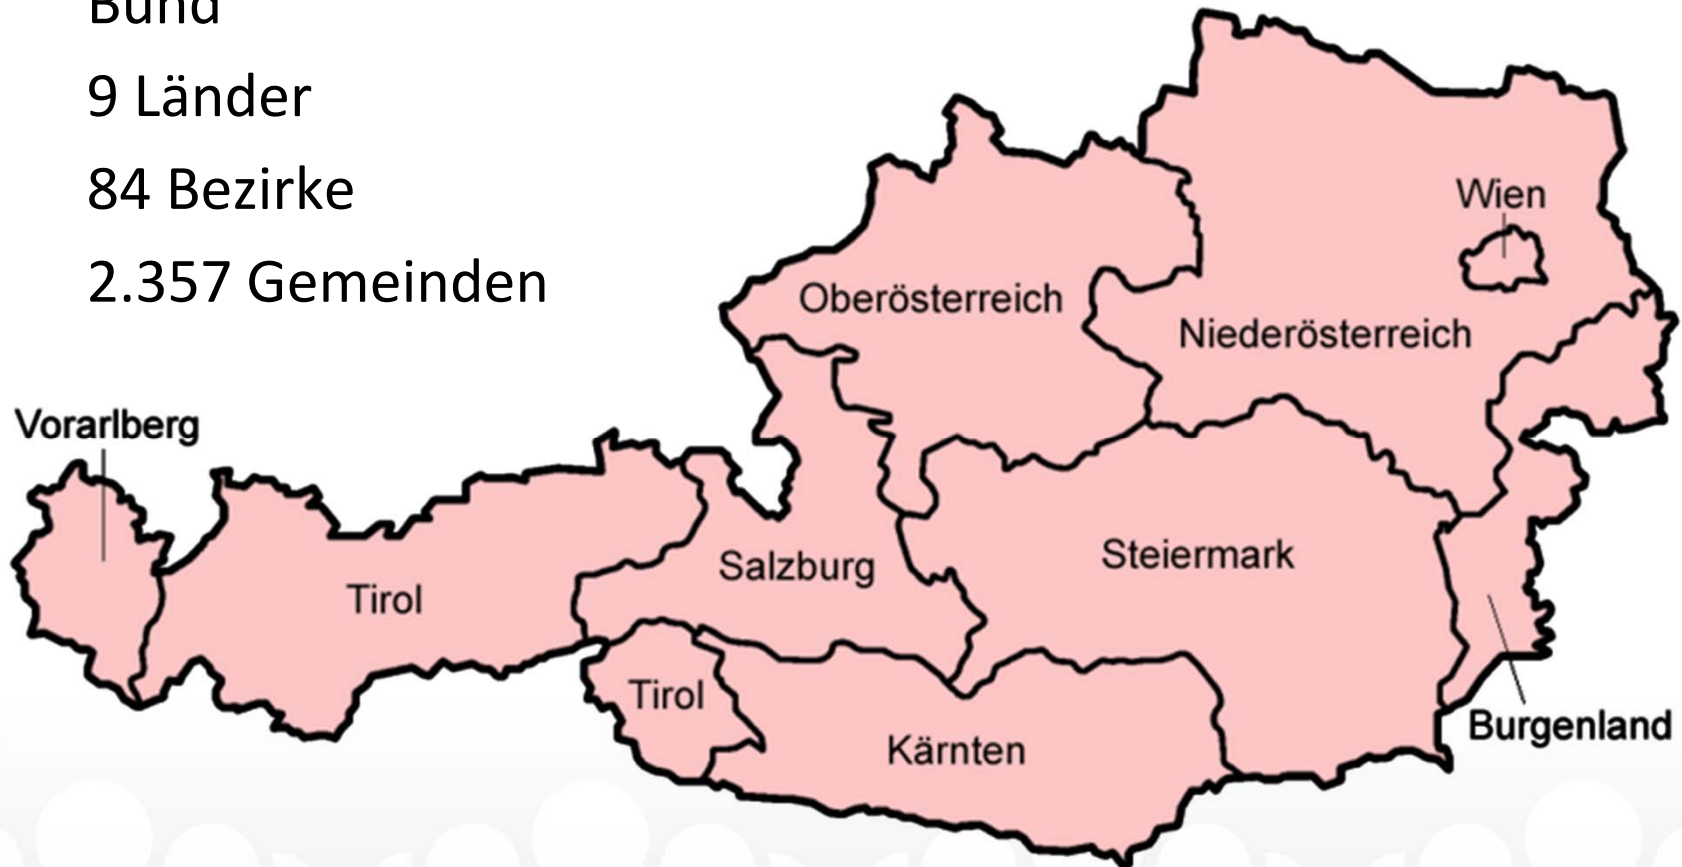 Bund
9 Länder
84 Bezirke
2.357 Gemeinden
Wien
Oberösterreich
Niederösterreich
Vorarlberg
Steiermark
Salzburg
Tirol
Tirol
Burgenland
Kärnten